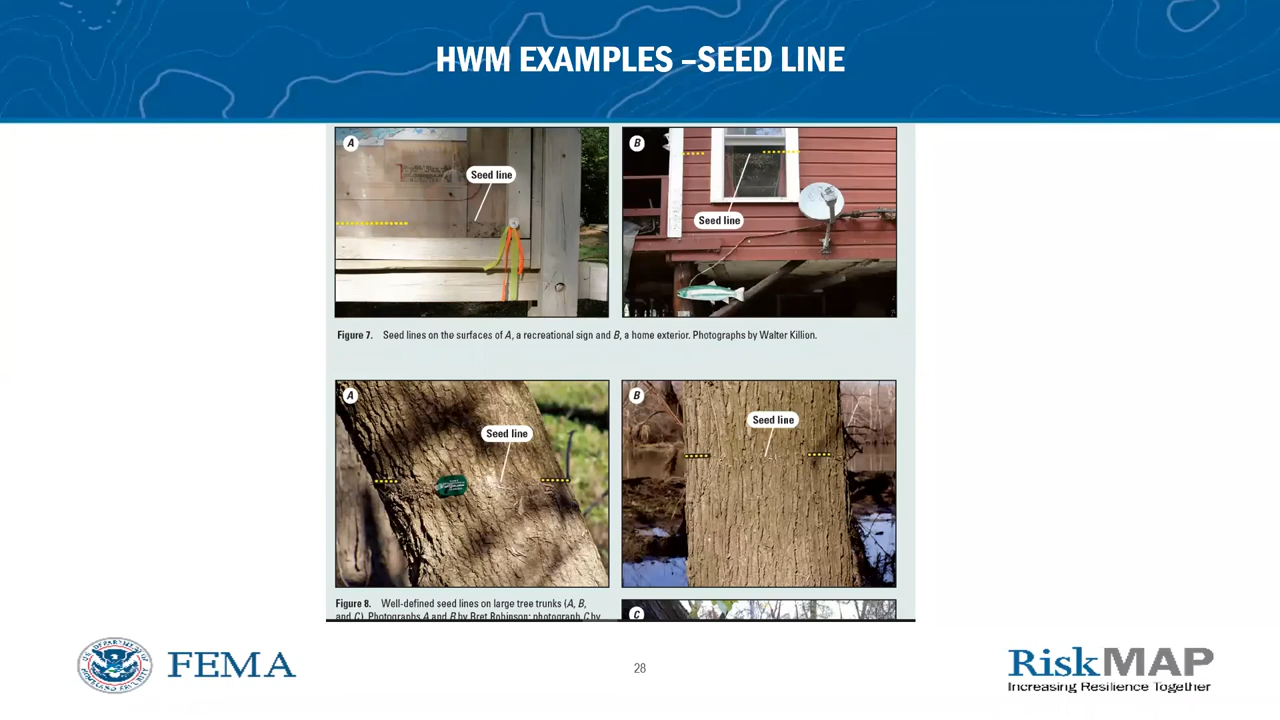 HWM EXAMPLES –SEED LINE
A
Seed line
B
Seed line
Figure 7. Seed lines on the surfaces of A, a recreational sign and B, a home exterior. Photographs by Walter Killion.
A
Seed line
B
Seed line
Figure 8. Well-defined seed lines on large tree trunks (A, B,
and C). Photographs A and B by Bret Robinson; photograph C by
C
FEMA
28
RiskMAP
Increasing Resilience Together